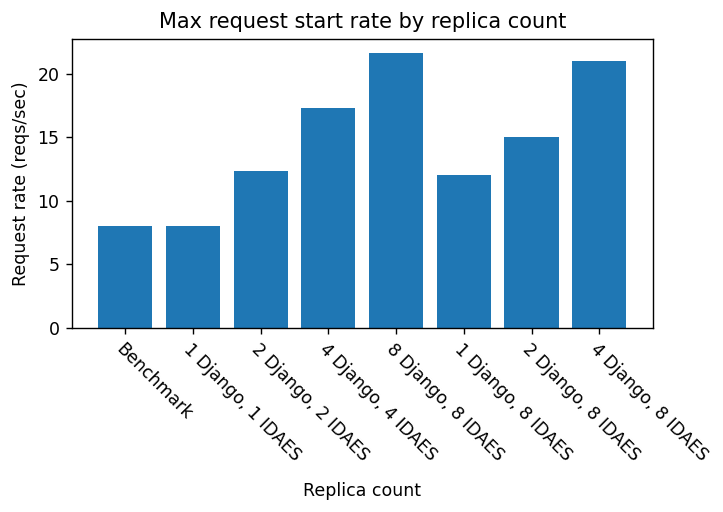 Max request start rate by replica count
Request rate (reqs/sec)
20
15
10
5
0
Benchmark
1 Django, 1 IDAES
2 Django, 2 IDAES
4 Django, 4 IDAES
8 Django, 8 IDAES
1 Django, 8 IDAES
2 Django, 8 IDAES
4 Django, 8 IDAES
Replica count